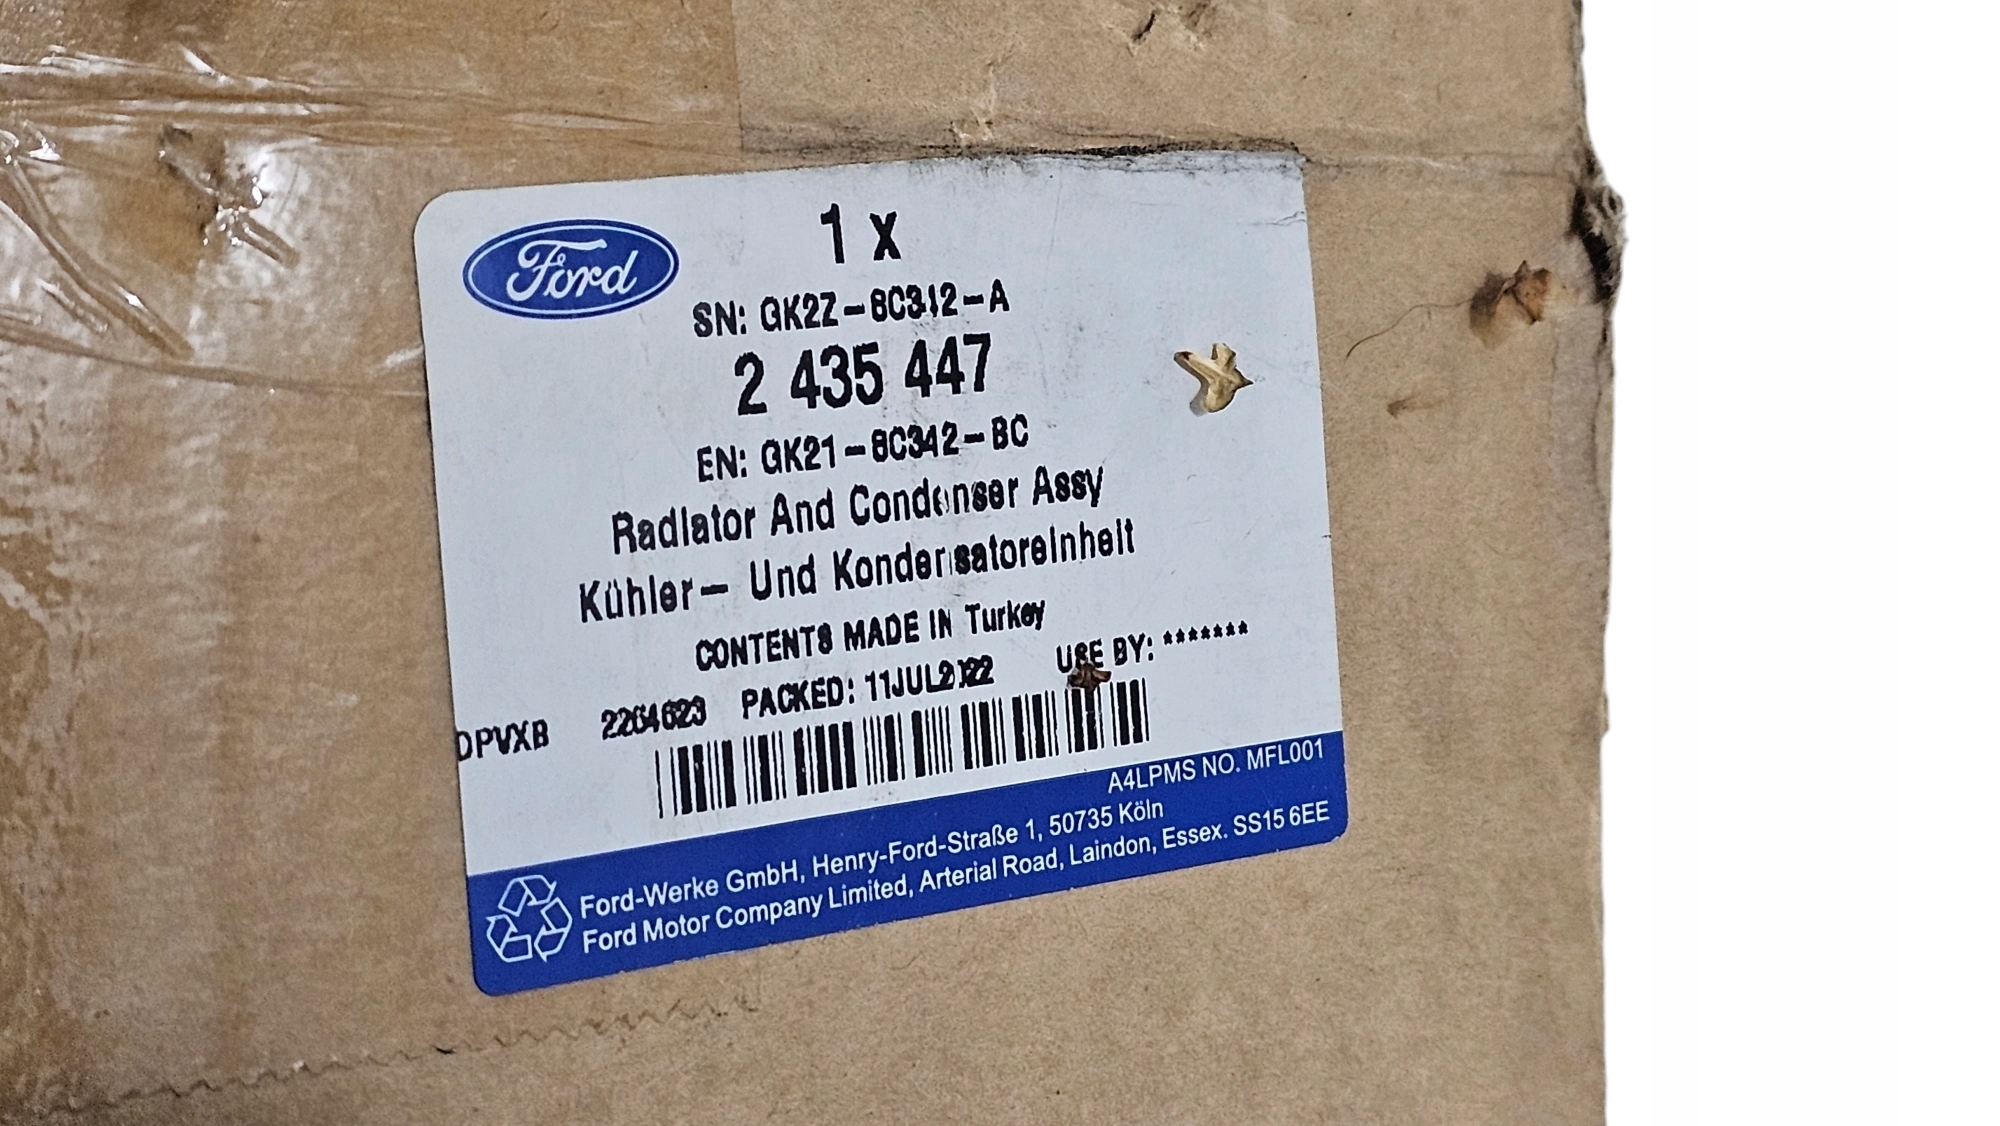 Ford
1 x
SN: GK2Z-8C342-A
2 435 447
EN: GK21-8C342-BC
Radiator And Condenser Assy
Kühler- Und Kondensatoreinheit
CONTENTS MADE IN Turkey
PACKED: 11JUL2022 USE BY: *******
DPVXB 2264623
A4LPMS NO. MFL001
Ford-Werke GmbH, Henry-Ford-Straße 1, 50735 Köln
Ford Motor Company Limited, Arterial Road, Laindon, Essex. SS15 6EE